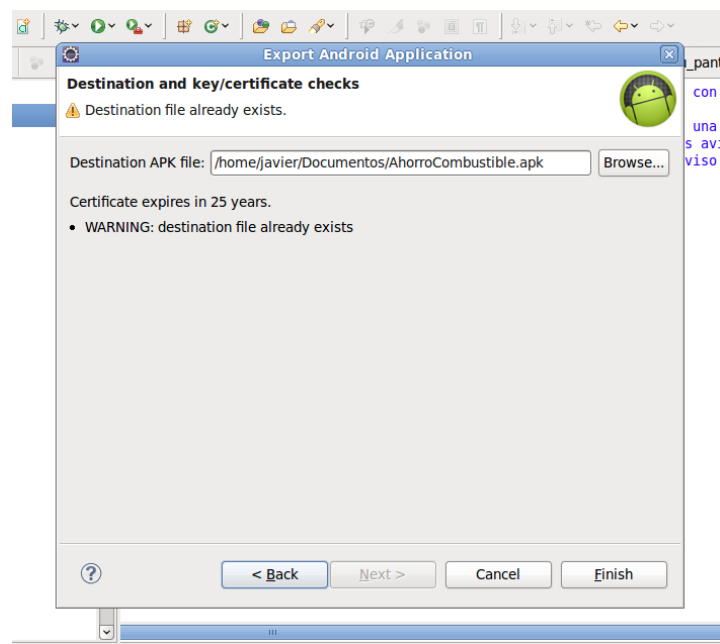 Export Android Application
_pant
Destination and key/certificate checks
con
Destination file already exists.
una
s avi
Destination APK file: /home/javier/Documentos/AhorroCombustible.apk Browse...
viso
Certificate expires in 25 years.
• WARNING: destination file already exists
< Back Next > Cancel Finish